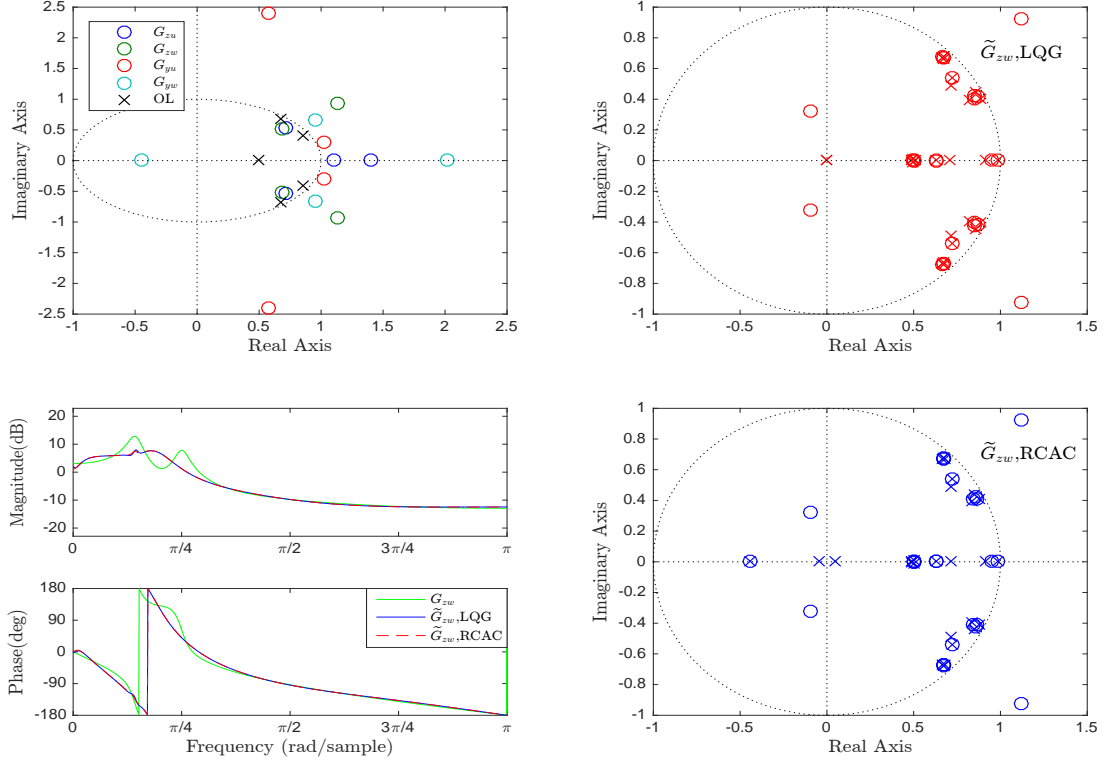 2.5
2
1.5
1
0.5
0
-0.5
-1
-1.5
-2
-2.5
Imaginary Axis
-1 -0.5 0 0.5 1 1.5 2 2.5
Real Axis
G_zu
G_zw
G_yu
G_yw
OL
1
0.8
0.6
0.4
0.2
0
-0.2
-0.4
-0.6
-0.8
-1
Imaginary Axis
-1 -0.5 0 0.5 1 1.5
Real Axis
G̃_zw,LQG
20
10
0
-10
-20
Magnitude(dB)
0 π/4 π/2 3π/4 π
180
90
0
-90
-180
Phase(deg)
0 π/4 π/2 3π/4 π
Frequency (rad/sample)
G_zw
G̃_zw,LQG
G̃_zw,RCAC
1
0.8
0.6
0.4
0.2
0
-0.2
-0.4
-0.6
-0.8
-1
Imaginary Axis
-1 -0.5 0 0.5 1 1.5
Real Axis
G̃_zw,RCAC